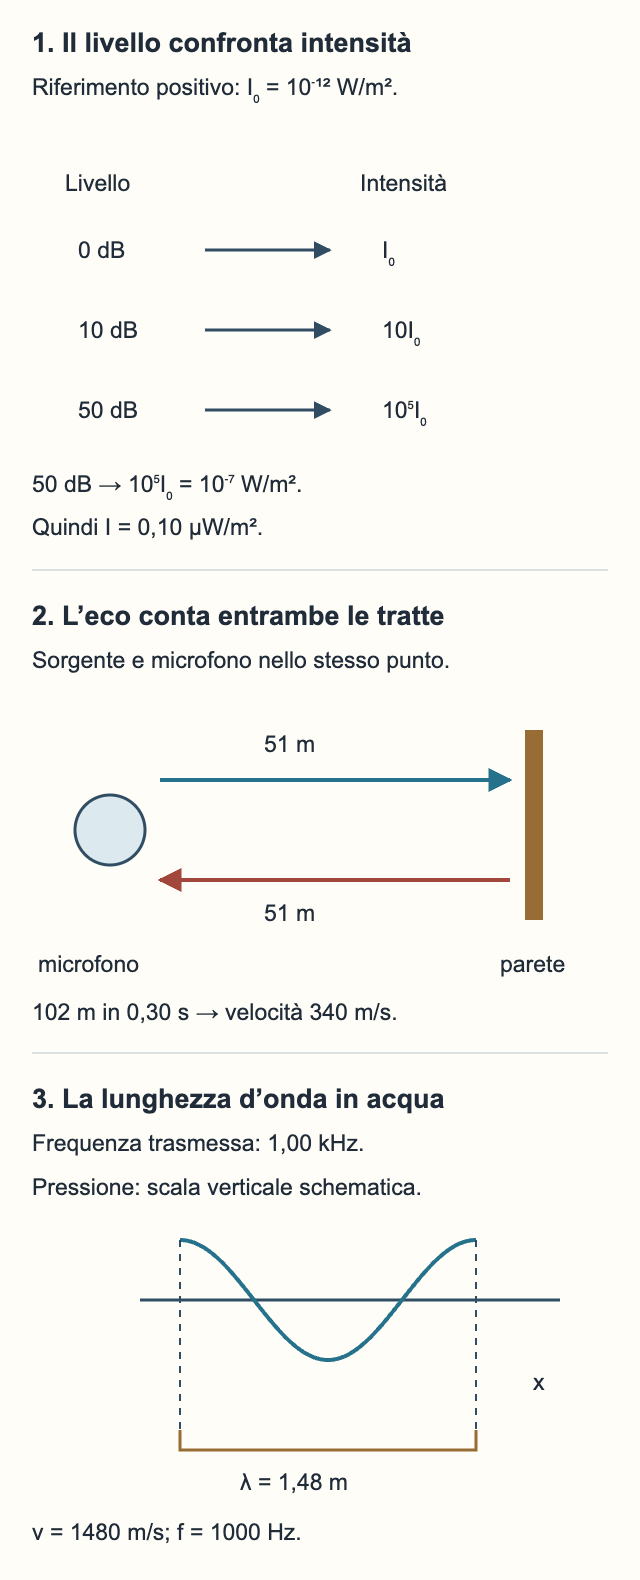 1. Il livello confronta intensità
Riferimento positivo: I₀ = 10⁻¹² W/m².
Livello Intensità
0 dB I₀
10 dB 10I₀
50 dB 10⁵I₀
50 dB → 10⁵I₀ = 10⁻⁷ W/m².
Quindi I = 0,10 µW/m².
2. L’eco conta entrambe le tratte
Sorgente e microfono nello stesso punto.
51 m
51 m
microfono parete
102 m in 0,30 s → velocità 340 m/s.
3. La lunghezza d’onda in acqua
Frequenza trasmessa: 1,00 kHz.
Pressione: scala verticale schematica.
x
λ = 1,48 m
v = 1480 m/s; f = 1000 Hz.